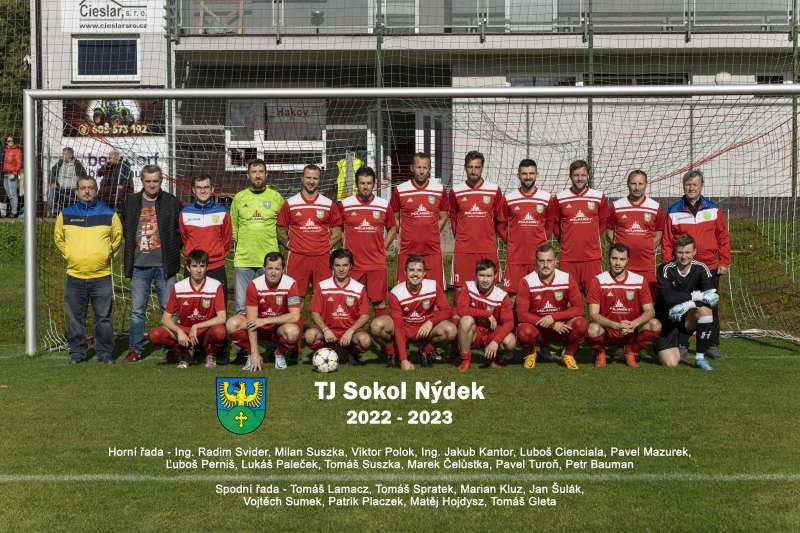 Cieslar, s. r. o.
www.cieslarsro.cz
605 573 192
Hakov
POLANSKÝ
TJ Sokol Nýdek
2022 - 2023
Horní řada - Ing. Radim Svider, Milan Suszka, Viktor Polok, Ing. Jakub Kantor, Luboš Cienciala, Pavel Mazurek,
Ľuboš Perniš, Lukáš Paleček, Tomáš Suszka, Marek Čelůstka, Pavel Turoň, Petr Bauman
Spodní řada - Tomáš Lamacz, Tomáš Spratek, Marian Kluz, Jan Šulák,
Vojtěch Sumek, Patrik Placzek, Matěj Hojdysz, Tomáš Gleta